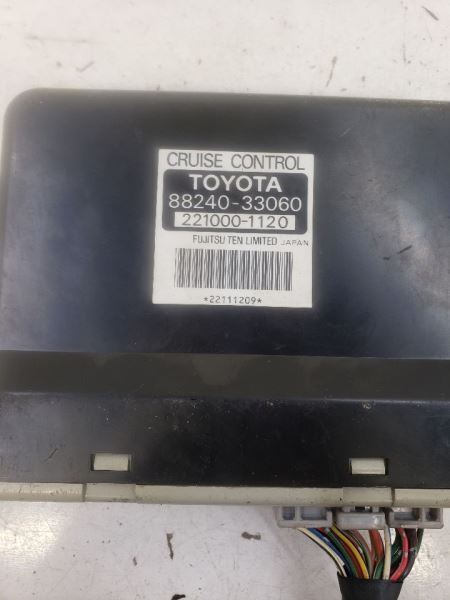 CRUISE CONTROL
TOYOTA
88240-33060
221000-1120
FUJITSU TEN LIMITED JAPAN
*22111209*